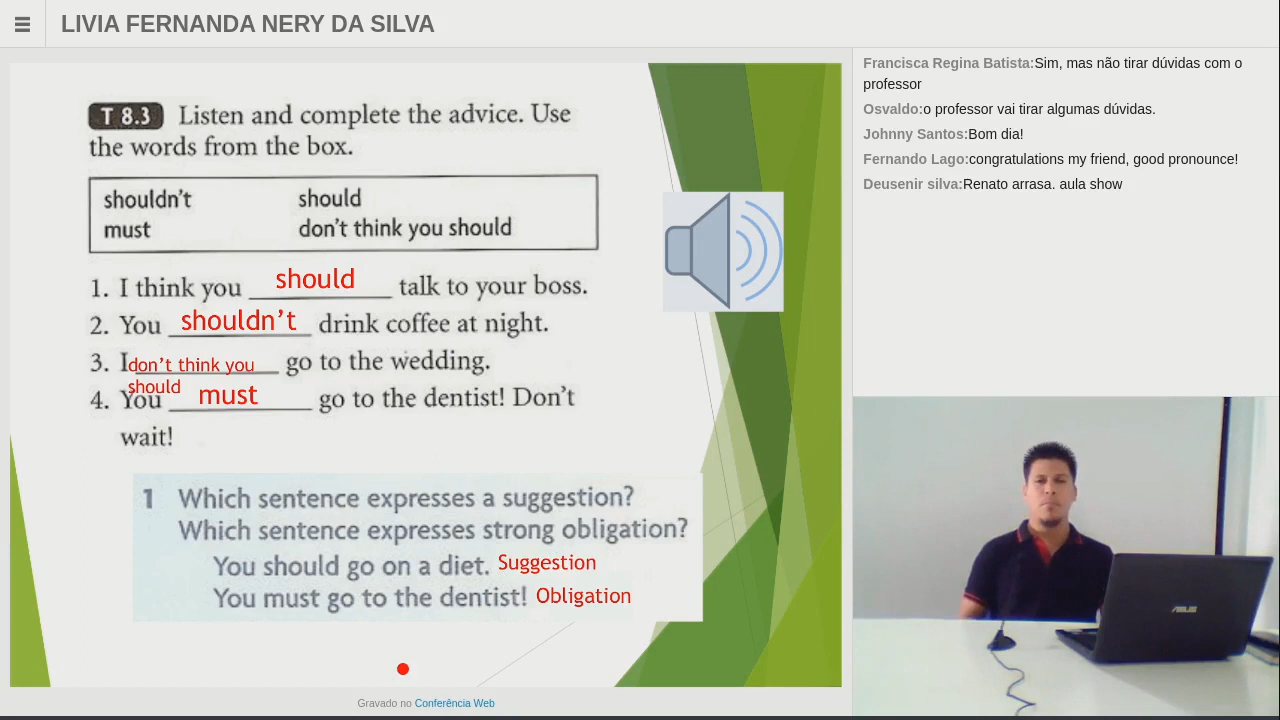 LIVIA FERNANDA NERY DA SILVA
T 8.3 Listen and complete the advice. Use
the words from the box.
shouldn't should
must don't think you should
1. I think you should talk to your boss.
2. You shouldn't drink coffee at night.
3. I don't think you should go to the wedding.
4. You must go to the dentist! Don't
wait!
1 Which sentence expresses a suggestion?
Which sentence expresses strong obligation?
You should go on a diet. Suggestion
You must go to the dentist! Obligation
Gravado no Conferência Web
Francisca Regina Batista:Sim, mas não tirar dúvidas com o
professor
Osvaldo:o professor vai tirar algumas dúvidas.
Johnny Santos:Bom dia!
Fernando Lago:congratulations my friend, good pronounce!
Deusenir silva:Renato arrasa. aula show
ASUS